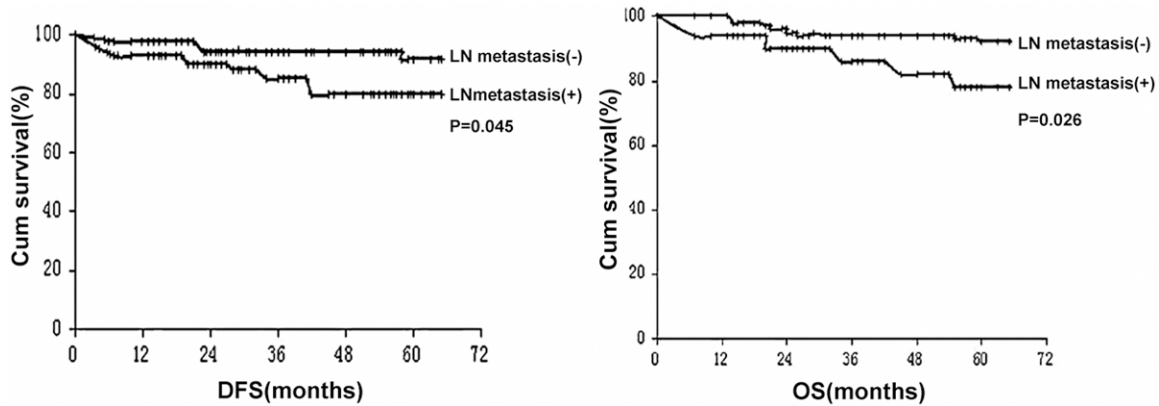 Cum survival(%)
100
80
60
40
20
0
0 12 24 36 48 60 72
DFS(months)
LN metastasis(-)
LNmetastasis(+)
P=0.045
Cum survival(%)
100
80
60
40
20
0
0 12 24 36 48 60 72
OS(months)
LN metastasis(-)
LN metastasis(+)
P=0.026